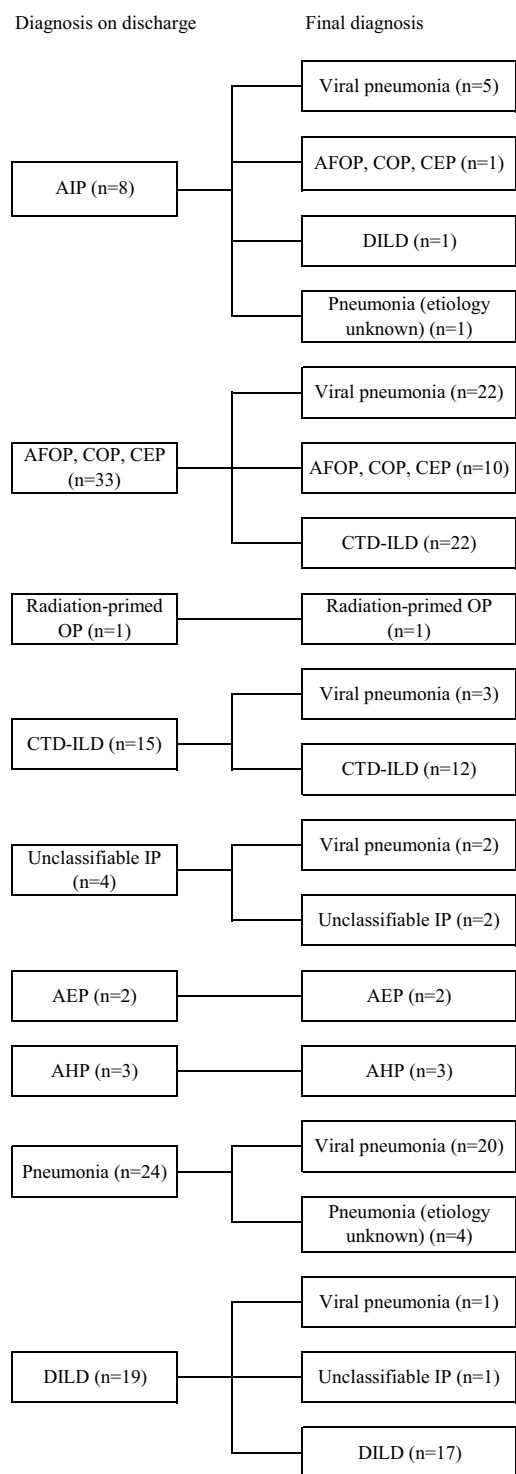 Diagnosis on discharge
Final diagnosis
AIP (n=8)
Viral pneumonia (n=5)
AFOP, COP, CEP (n=1)
DILD (n=1)
Pneumonia (etiology
unknown) (n=1)
AFOP, COP, CEP
(n=33)
Viral pneumonia (n=22)
AFOP, COP, CEP (n=10)
CTD-ILD (n=22)
Radiation-primed
OP (n=1)
Radiation-primed OP
(n=1)
CTD-ILD (n=15)
Viral pneumonia (n=3)
CTD-ILD (n=12)
Unclassifiable IP
(n=4)
Viral pneumonia (n=2)
Unclassifiable IP (n=2)
AEP (n=2)
AEP (n=2)
AHP (n=3)
AHP (n=3)
Pneumonia (n=24)
Viral pneumonia (n=20)
Pneumonia (etiology
unknown) (n=4)
DILD (n=19)
Viral pneumonia (n=1)
Unclassifiable IP (n=1)
DILD (n=17)